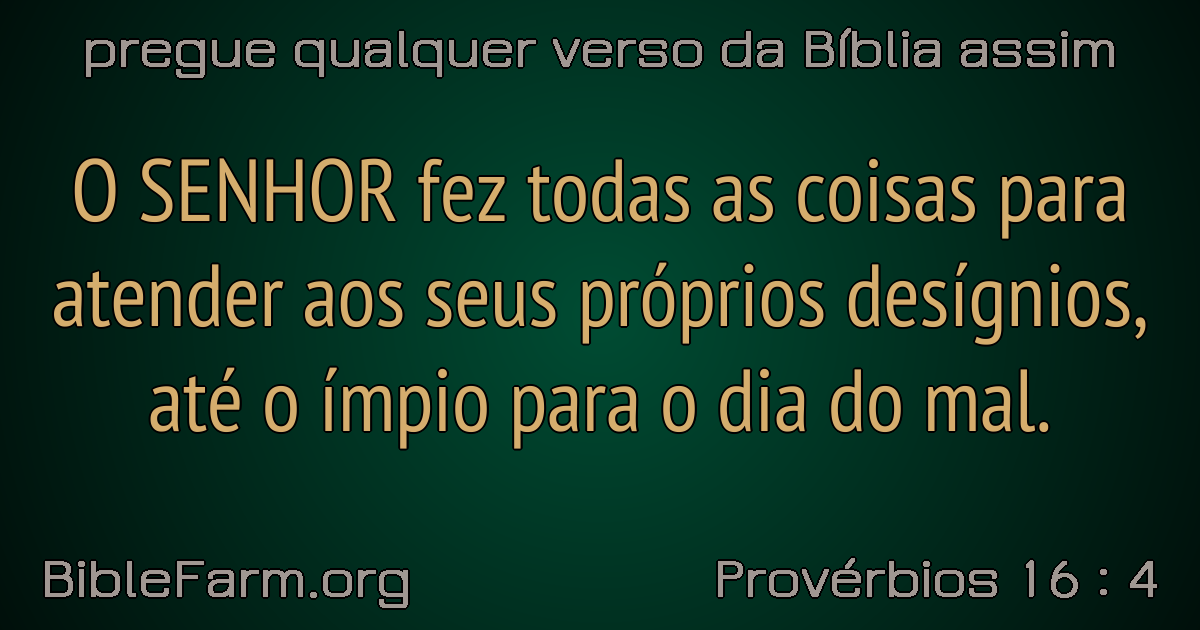 pregue qualquer verso da Bíblia assim
O SENHOR fez todas as coisas para
atender aos seus próprios desígnios,
até o ímpio para o dia do mal.
BibleFarm.org
Provérbios 16 : 4